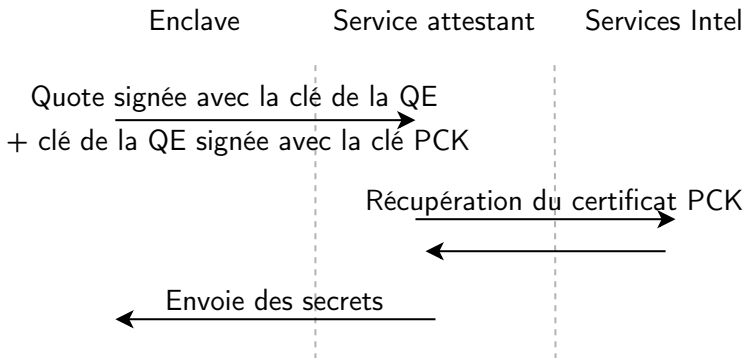 Enclave Service attestant Services Intel
Quote signée avec la clé de la QE
+ clé de la QE signée avec la clé PCK
Récupération du certificat PCK
Envoie des secrets